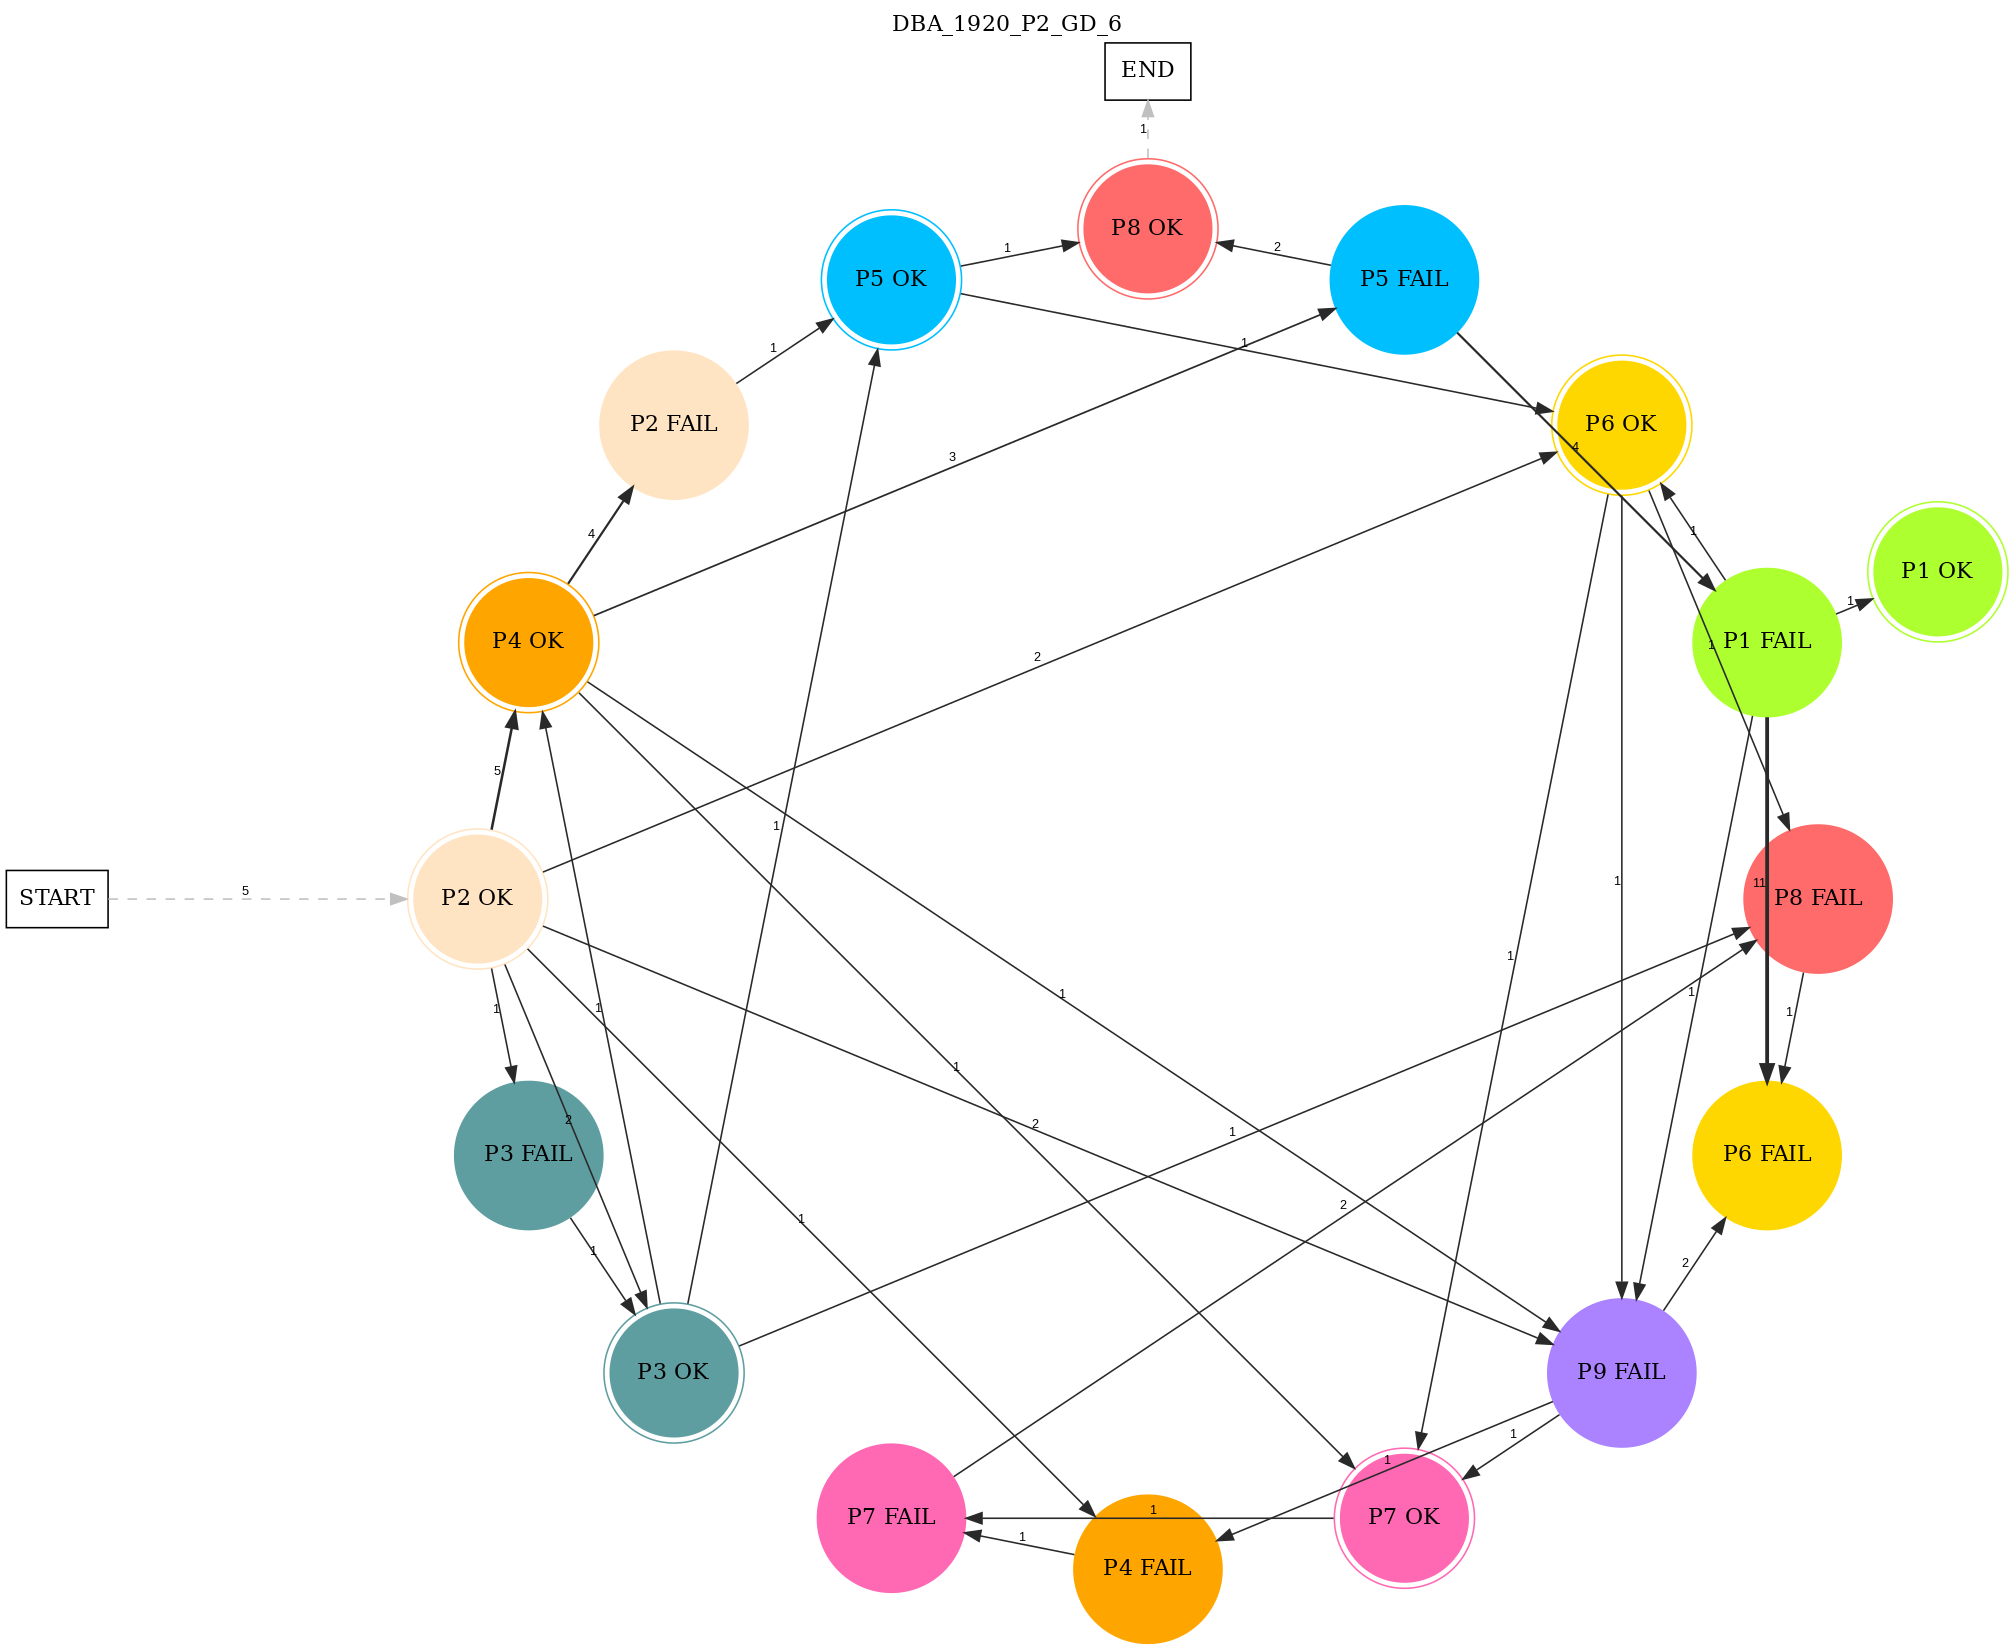 DBA_1920_P2_GD_6
END
1
P8 OK
1
2
P5 OK
P5 FAIL
1
1
P2 FAIL
P6 OK
4
3
4
1
P1 OK
1
P4 OK
P1 FAIL
1
2
5
1
1
11
START
5
P2 OK
P8 FAIL
1
1
1
1
1
1
1
2
2
1
P3 FAIL
P6 FAIL
2
1
1
2
P3 OK
P9 FAIL
1
1
1
P7 FAIL
P7 OK
1
P4 FAIL